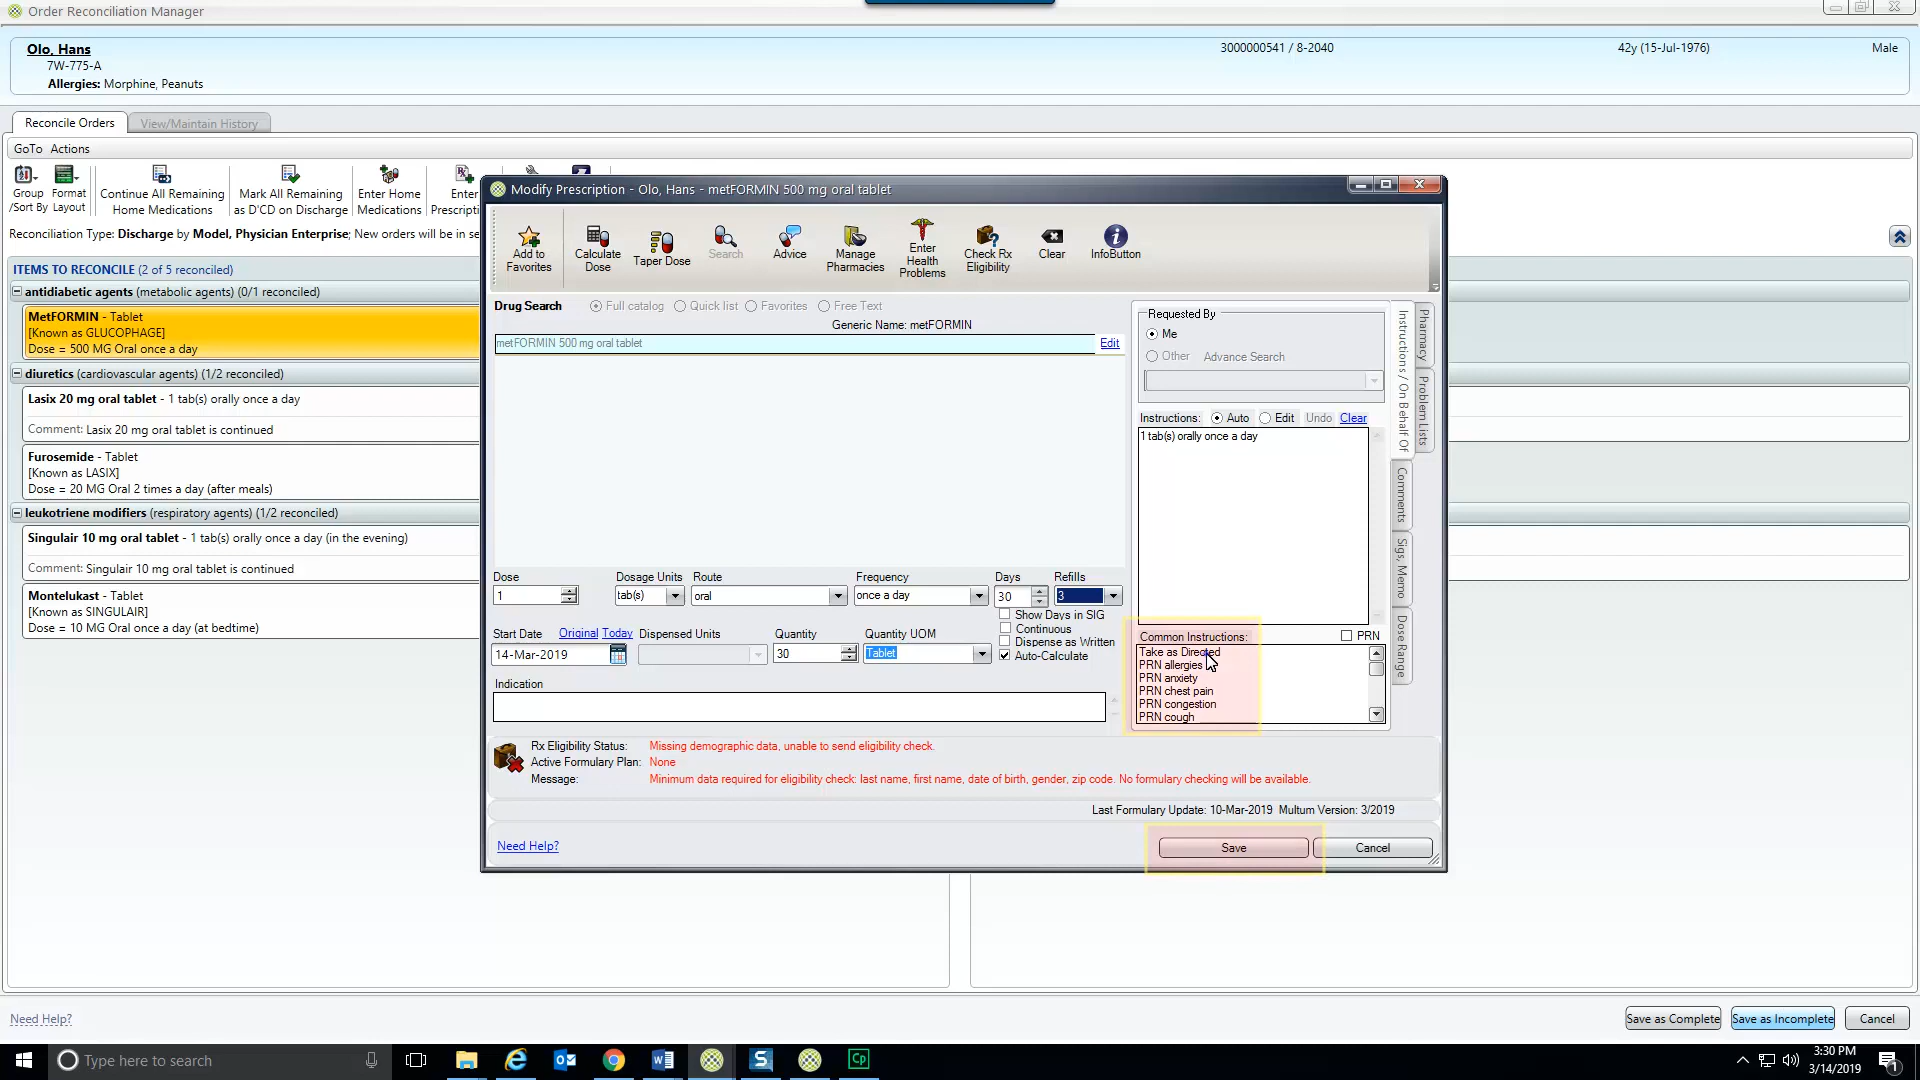 Order Reconciliation Manager
Olo, Hans
3000000541 / 8-2040
42y (15-Jul-1976)
Male
7W-775-A
Allergies: Morphine, Peanuts
Reconcile Orders
View/Maintain History
GoTo Actions
Group
/Sort By
Format
Layout
Continue All Remaining
Home Medications
Mark All Remaining
as D'CD on Discharge
Enter Home
Medications
Enter
Prescripti
Reconciliation Type: Discharge by Model, Physician Enterprise; New orders will be in se
ITEMS TO RECONCILE (2 of 5 reconciled)
antidiabetic agents (metabolic agents) (0/1 reconciled)
MetFORMIN - Tablet
[Known as GLUCOPHAGE]
Dose = 500 MG Oral once a day
diuretics (cardiovascular agents) (1/2 reconciled)
Lasix 20 mg oral tablet - 1 tab(s) orally once a day
Comment: Lasix 20 mg oral tablet is continued
Furosemide - Tablet
[Known as LASIX]
Dose = 20 MG Oral 2 times a day (after meals)
leukotriene modifiers (respiratory agents) (1/2 reconciled)
Singulair 10 mg oral tablet - 1 tab(s) orally once a day (in the evening)
Comment: Singulair 10 mg oral tablet is continued
Montelukast - Tablet
[Known as SINGULAIR]
Dose = 10 MG Oral once a day (at bedtime)
Modify Prescription - Olo, Hans - metFORMIN 500 mg oral tablet
Add to
Favorites
Calculate
Dose
Taper Dose
Search
Advice
Manage
Pharmacies
Enter
Health
Problems
Check Rx
Eligibility
Clear
InfoButton
Drug Search
Full catalog
Quick list
Favorites
Free Text
Generic Name: metFORMIN
metFORMIN 500 mg oral tablet
Edit
Requested By
Me
Other
Advance Search
Instructions:
Auto
Edit
Undo
Clear
1 tab(s) orally once a day
Instructions / On Behalf Of
Pharmacy
Problem Lists
Comments
Sigs, Memo
Dose Range
Dose
Dosage Units
Route
Frequency
Days
Refills
1
tab(s)
oral
once a day
30
3
Show Days in SIG
Continuous
Dispense as Written
Auto-Calculate
Start Date
Original
Today
Dispensed Units
Quantity
Quantity UOM
14-Mar-2019
30
Tablet
Indication
Common Instructions:
PRN
Take as Directed
PRN allergies
PRN anxiety
PRN chest pain
PRN congestion
PRN cough
Rx Eligibility Status: Missing demographic data, unable to send eligibility check.
Active Formulary Plan: None
Message: Minimum data required for eligibility check: last name, first name, date of birth, gender, zip code. No formulary checking will be available.
Last Formulary Update: 10-Mar-2019 Multum Version: 3/2019
Need Help?
Save
Cancel
Need Help?
Save as Complete
Save as Incomplete
Cancel
Type here to search
3:30 PM
3/14/2019
1